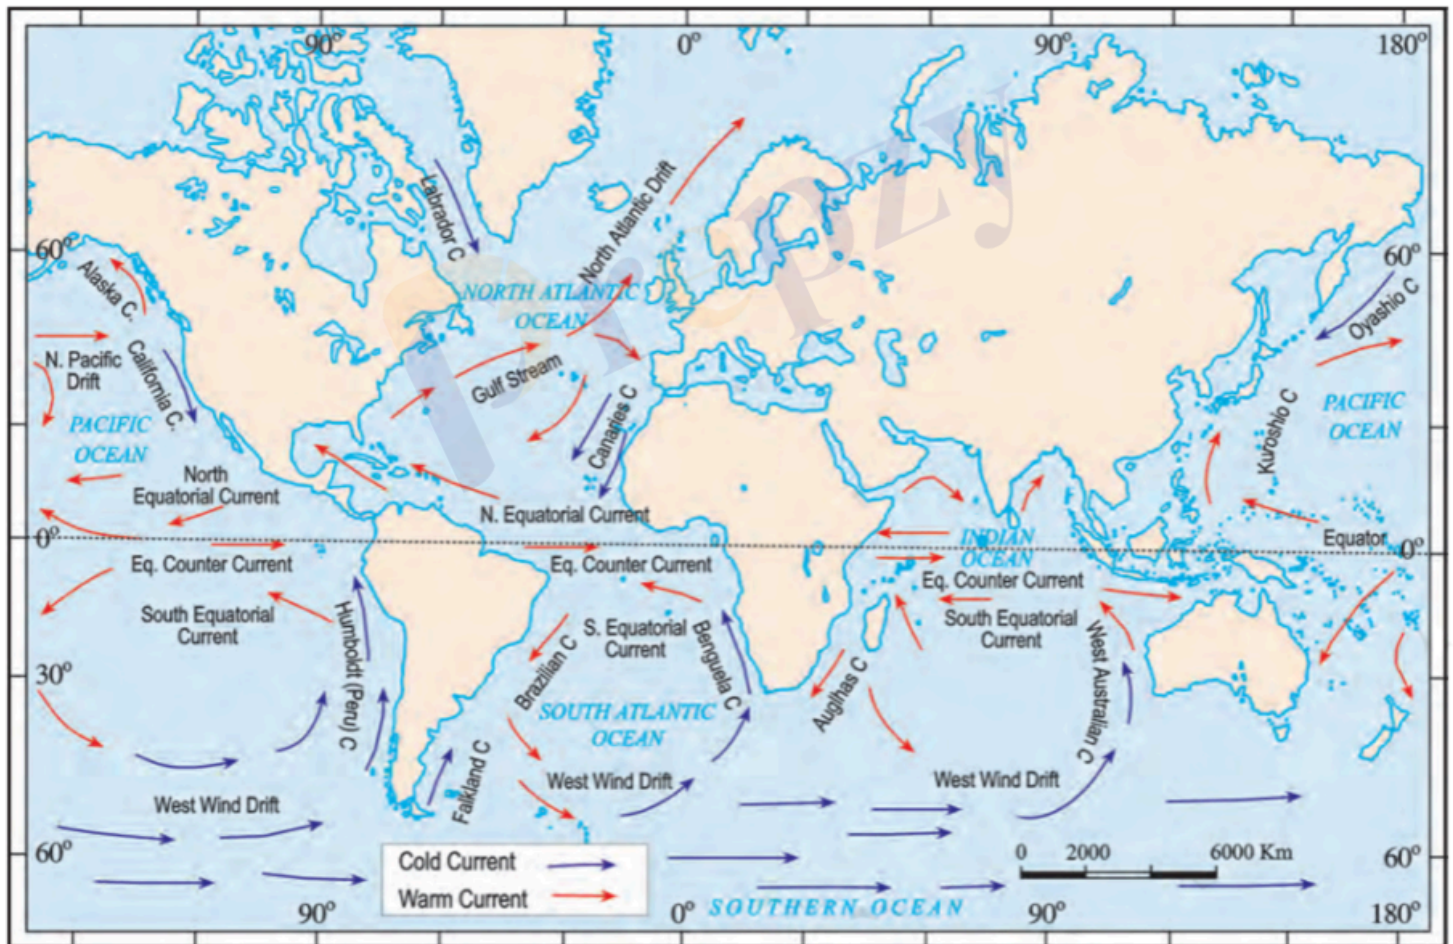 90°
0°
90°
180°
60°
60°
Labrador C
North Atlantic Drift
Alaska C.
NORTH ATLANTIC
OCEAN
Oyashio C
N. Pacific
Drift
California C.
Gulf Stream
Canaries C
Kuroshio C
PACIFIC
OCEAN
PACIFIC
OCEAN
North
Equatorial Current
N. Equatorial Current
INDIAN
OCEAN
Equator
0°
0°
Eq. Counter Current
Eq. Counter Current
Eq. Counter Current
South Equatorial
Current
Humboldt (Peru) C
S. Equatorial
Current
Benguela C
South Equatorial
Current
West Australian C
30°
30°
Brazilian C
Auglhas C
SOUTH ATLANTIC
OCEAN
West Wind Drift
Falkland C
West Wind Drift
West Wind Drift
60°
60°
Cold Current
Warm Current
0 2000 6000 Km
90°
0°
SOUTHERN OCEAN
90°
180°